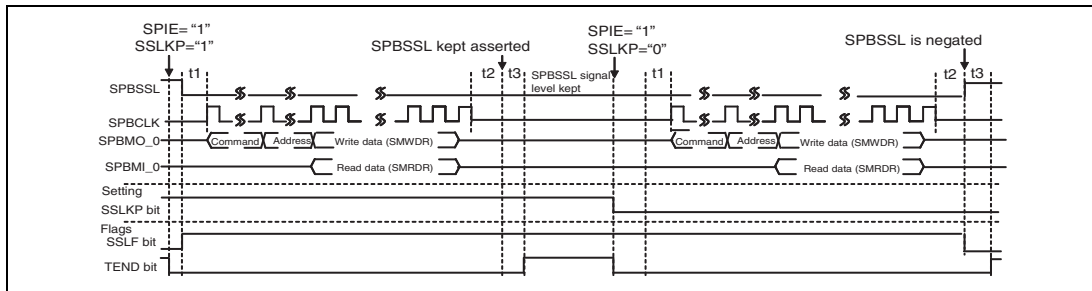 SPIE= "1"
SSLKP="1"
SPBSSL kept asserted
SPIE= "1"
SSLKP="0"
SPBSSL is negated
t1
t2
t3
SPBSSL signal
level kept
t1
t2
t3
SPBSSL
SPBCLK
SPBMO_0
Command
Address
Write data (SMWDR)
Command
Address
Write data (SMWDR)
SPBMI_0
Read data (SMRDR)
Read data (SMRDR)
Setting
SSLKP bit
Flags
SSLF bit
TEND bit